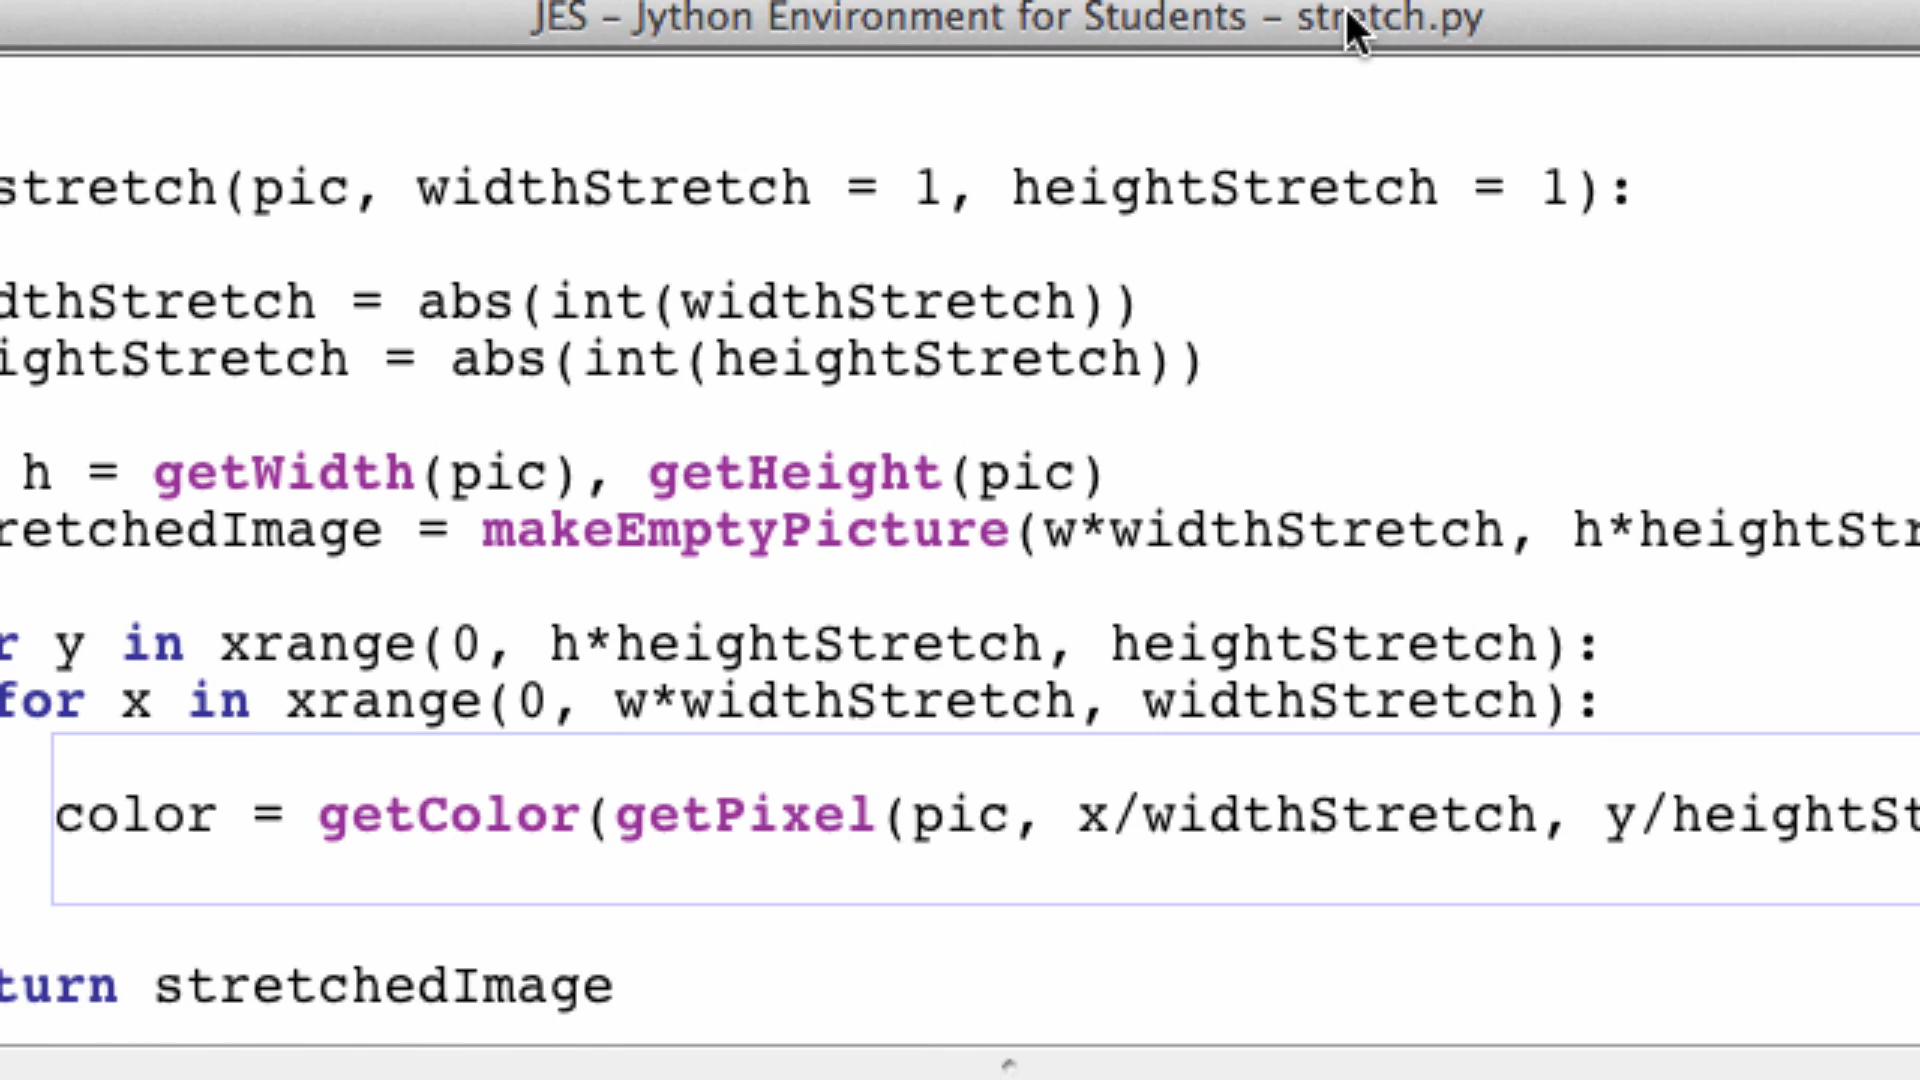 JES – Jython Environment for Students – stretch.py
stretch(pic, widthStretch = 1, heightStretch = 1):
dthStretch = abs(int(widthStretch))
ightStretch = abs(int(heightStretch))
h = getWidth(pic), getHeight(pic)
retchedImage = makeEmptyPicture(w*widthStretch, h*heightStr
r y in xrange(0, h*heightStretch, heightStretch):
for x in xrange(0, w*widthStretch, widthStretch):
color = getColor(getPixel(pic, x/widthStretch, y/heightSt
turn stretchedImage